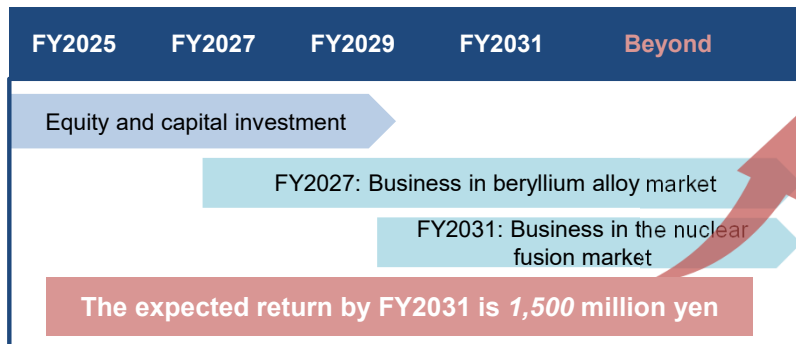 FY2025 FY2027 FY2029 FY2031 Beyond
Equity and capital investment
FY2027: Business in beryllium alloy market
FY2031: Business in the nuclear
fusion market
The expected return by FY2031 is 1,500 million yen